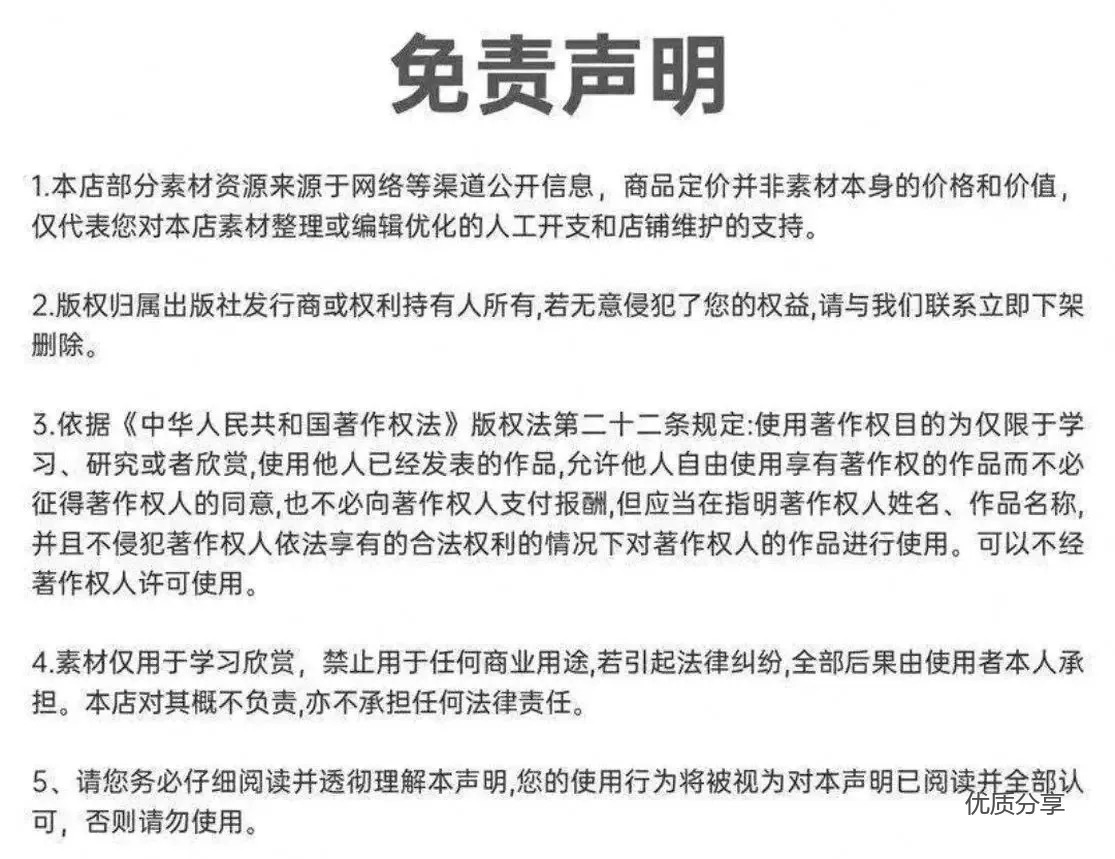 免责声明
1.本店部分素材资源来源于网络等渠道公开信息，商品定价并非素材本身的价格和价值，
仅代表您对本店素材整理或编辑优化的人工开支和店铺维护的支持。
2.版权归属出版社发行商或权利持有人所有,若无意侵犯了您的权益,请与我们联系立即下架
删除。
3.依据《中华人民共和国著作权法》版权法第二十二条规定:使用著作权目的为仅限于学
习、研究或者欣赏,使用他人已经发表的作品,允许他人自由使用享有著作权的作品而不必
征得著作权人的同意,也不必向著作权人支付报酬,但应当在指明著作权人姓名、作品名称,
并且不侵犯著作权人依法享有的合法权利的情况下对著作权人的作品进行使用。可以不经
著作权人许可使用。
4.素材仅用于学习欣赏，禁止用于任何商业用途,若引起法律纠纷,全部后果由使用者本人承
担。本店对其概不负责,亦不承担任何法律责任。
5、请您务必仔细阅读并透彻理解本声明,您的使用行为将被视为对本声明已阅读并全部认
可，否则请勿使用。
优质分享